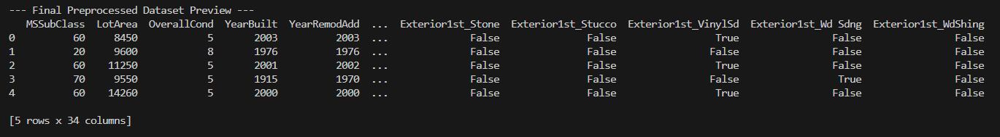 --- Final Preprocessed Dataset Preview ---
MSSubClass LotArea OverallCond YearBuilt YearRemodAdd ... Exterior1st_Stone Exterior1st_Stucco Exterior1st_VinylSd Exterior1st_Wd Sdng Exterior1st_WdShing
0 60 8450 5 2003 2003 ... False False True False False
1 20 9600 8 1976 1976 ... False False False False False
2 60 11250 5 2001 2002 ... False False True False False
3 70 9550 5 1915 1970 ... False False False True False
4 60 14260 5 2000 2000 ... False False True False False
[5 rows x 34 columns]